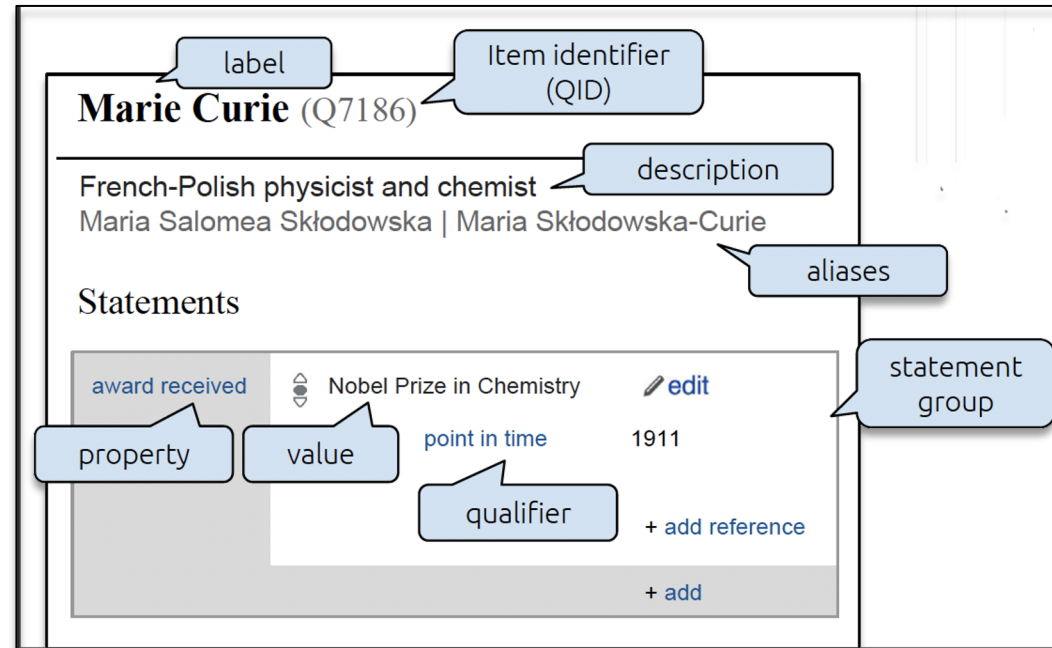 label
Item identifier
(QID)
Marie Curie (Q7186)
description
French-Polish physicist and chemist
Maria Salomea Skłodowska | Maria Skłodowska-Curie
aliases
Statements
statement
group
award received
Nobel Prize in Chemistry
edit
property
value
point in time
1911
qualifier
+ add reference
+ add